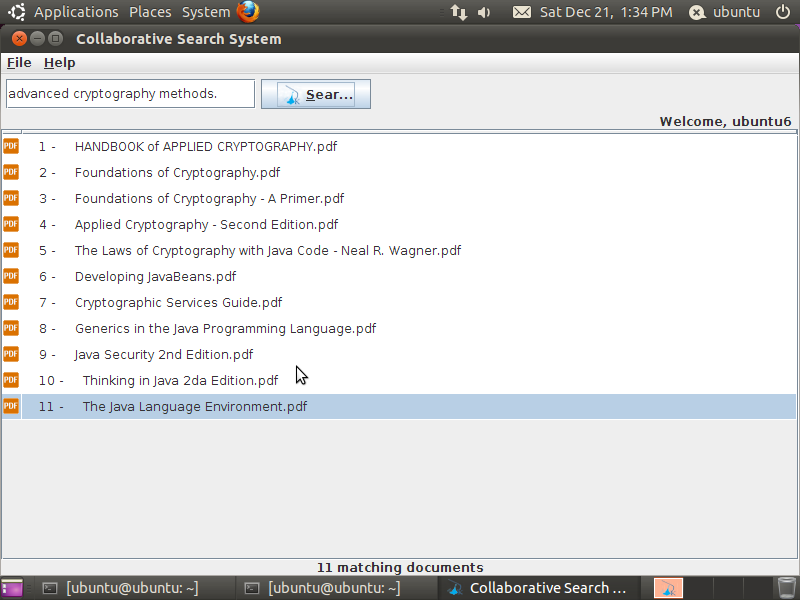 Applications Places System Sat Dec 21, 1:34 PM ubuntu
Collaborative Search System
File Help
advanced cryptography methods. Sear...
Welcome, ubuntu6
PDF 1 - HANDBOOK of APPLIED CRYPTOGRAPHY.pdf
PDF 2 - Foundations of Cryptography.pdf
PDF 3 - Foundations of Cryptography - A Primer.pdf
PDF 4 - Applied Cryptography - Second Edition.pdf
PDF 5 - The Laws of Cryptography with Java Code - Neal R. Wagner.pdf
PDF 6 - Developing JavaBeans.pdf
PDF 7 - Cryptographic Services Guide.pdf
PDF 8 - Generics in the Java Programming Language.pdf
PDF 9 - Java Security 2nd Edition.pdf
PDF 10 - Thinking in Java 2da Edition.pdf
PDF 11 - The Java Language Environment.pdf
11 matching documents
[ubuntu@ubuntu: ~] [ubuntu@ubuntu: ~] Collaborative Search ...